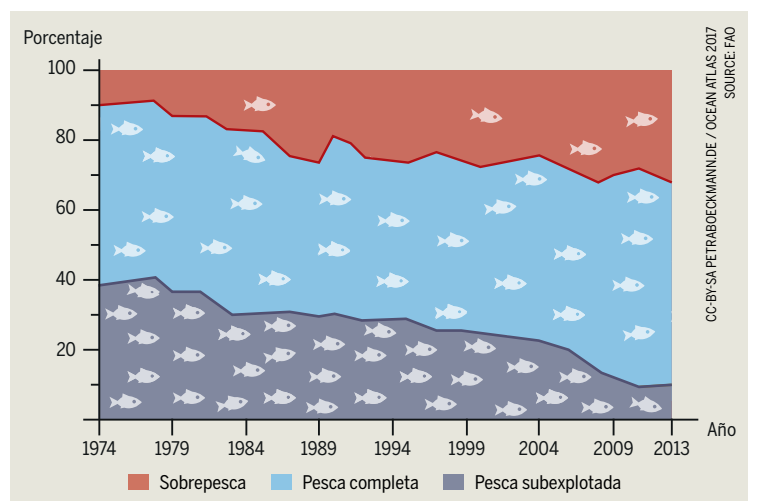 Porcentaje
100
80
60
40
20
1974 1979 1984 1989 1994 1999 2004 2009 2013
Año
Sobrepesca Pesca completa Pesca subexplotada
CC-BY-SA PETRABOECKMANN.DE / OCEAN ATLAS 2017
SOURCE: FAO